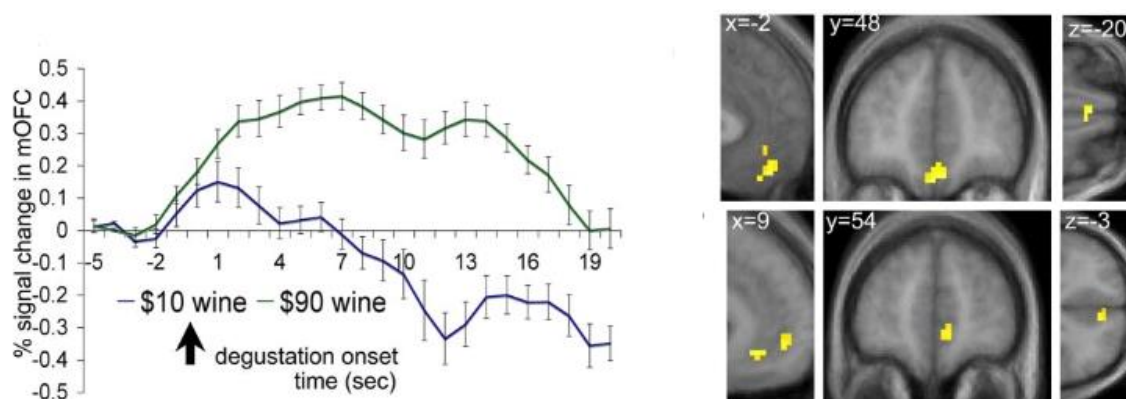 % signal change in mOFC
0.5
0.4
0.3
0.2
0.1
0
-0.1
-0.2
-0.3
-0.4
-0.5
-5 -2 1 4 7 10 13 16 19
$10 wine $90 wine
degustation onset
time (sec)
x=-2 y=48 z=-20
x=9 y=54 z=-3